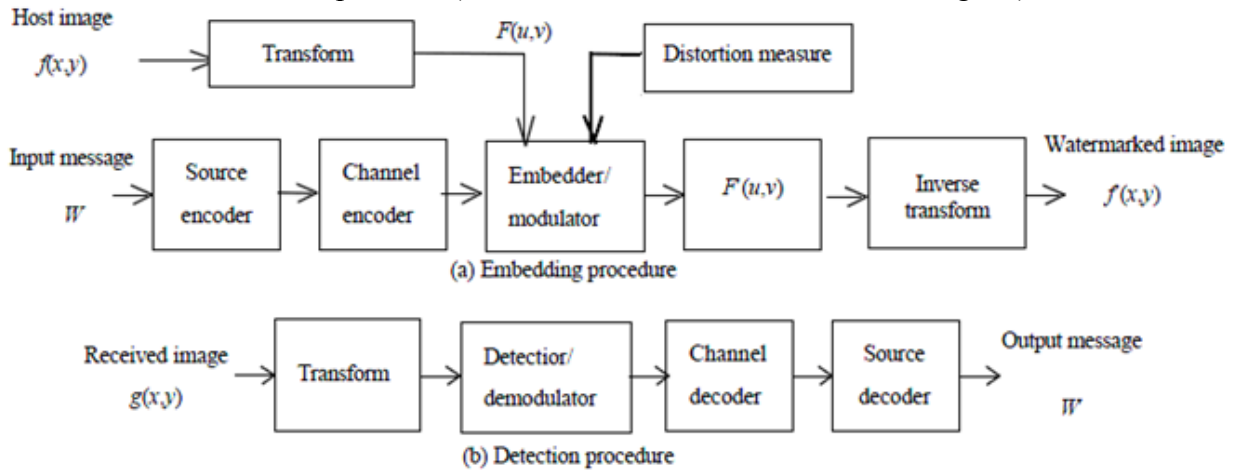 Host image
f(x,y)
Transform
F(u,v)
Distortion measure
Input message
W
Source
encoder
Channel
encoder
Embedder/
modulator
F'(u,v)
Inverse
transform
Watermarked image
f'(x,y)
(a) Embedding procedure
Received image
g(x,y)
Transform
Detectior/
demodulator
Channel
decoder
Source
decoder
Output message
W
(b) Detection procedure